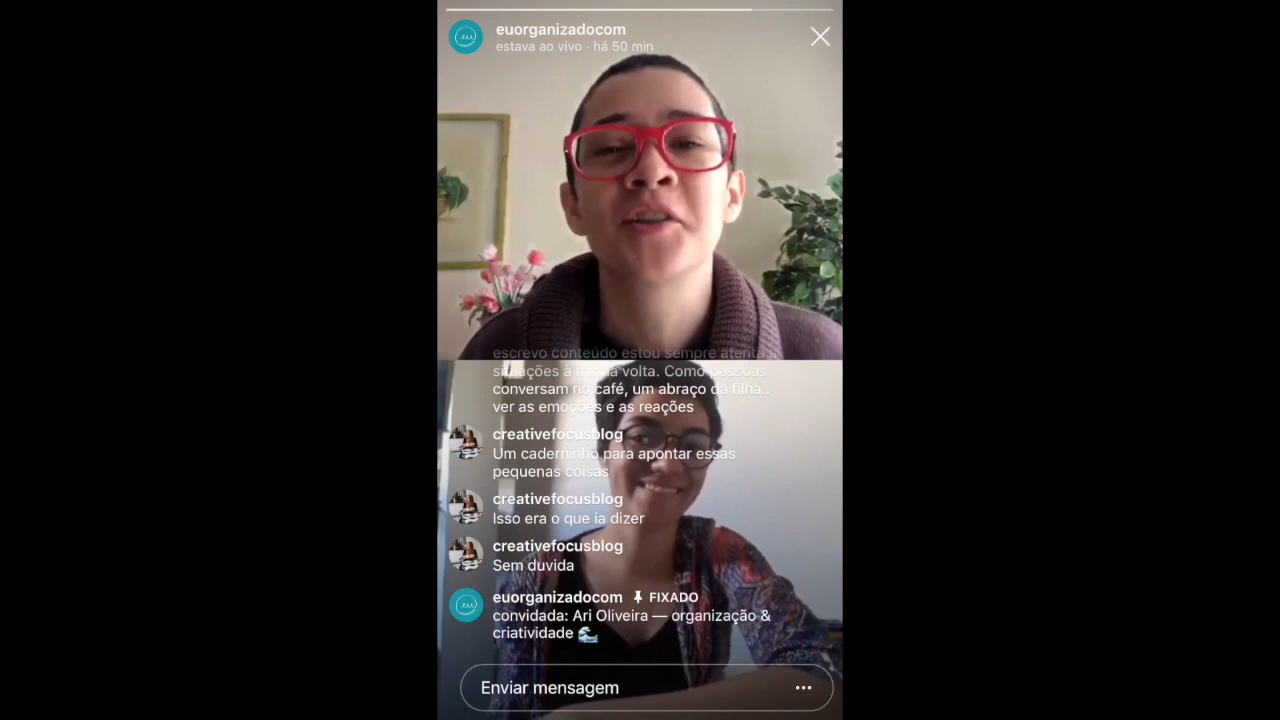 euorganizadocom
estava ao vivo · há 50 min
escrevo conteúdo estou sempre atenta a
situações à minha volta. Como pessoas
conversam no café, um abraço da filha..
ver as emoções e as reações
creativefocusblog
Um caderninho para apontar essas
pequenas coisas
creativefocusblog
Isso era o que ia dizer
creativefocusblog
Sem duvida
euorganizadocom FIXADO
convidada: Ari Oliveira — organização &
criatividade 🌊
Enviar mensagem